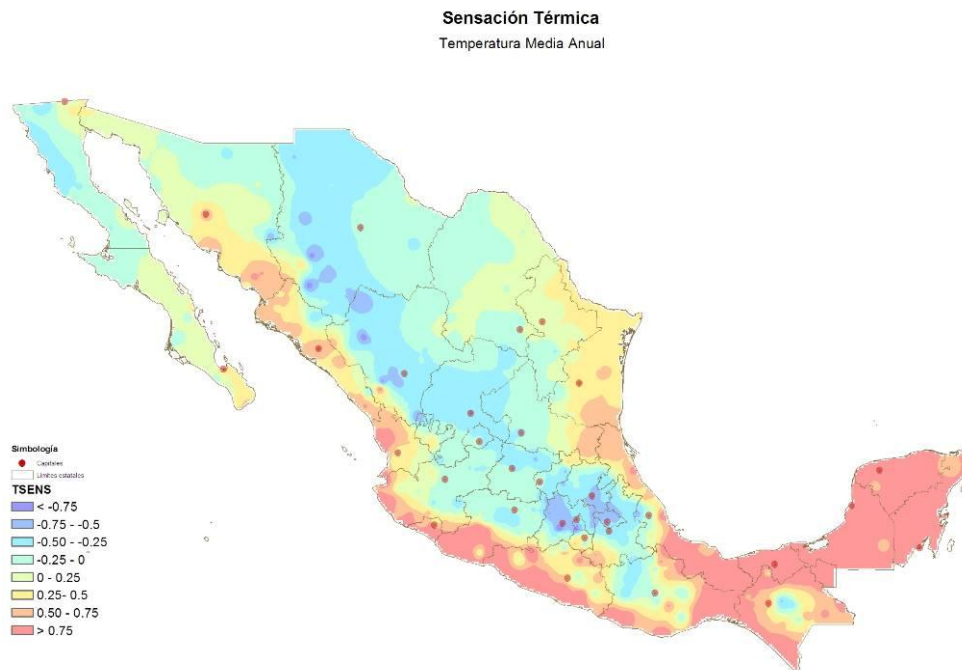 Sensación Térmica
Temperatura Media Anual
Simbología
Capitales
Límites estatales
TSENS
< -0.75
-0.75 - -0.5
-0.50 - -0.25
-0.25 - 0
0 - 0.25
0.25- 0.5
0.50 - 0.75
> 0.75